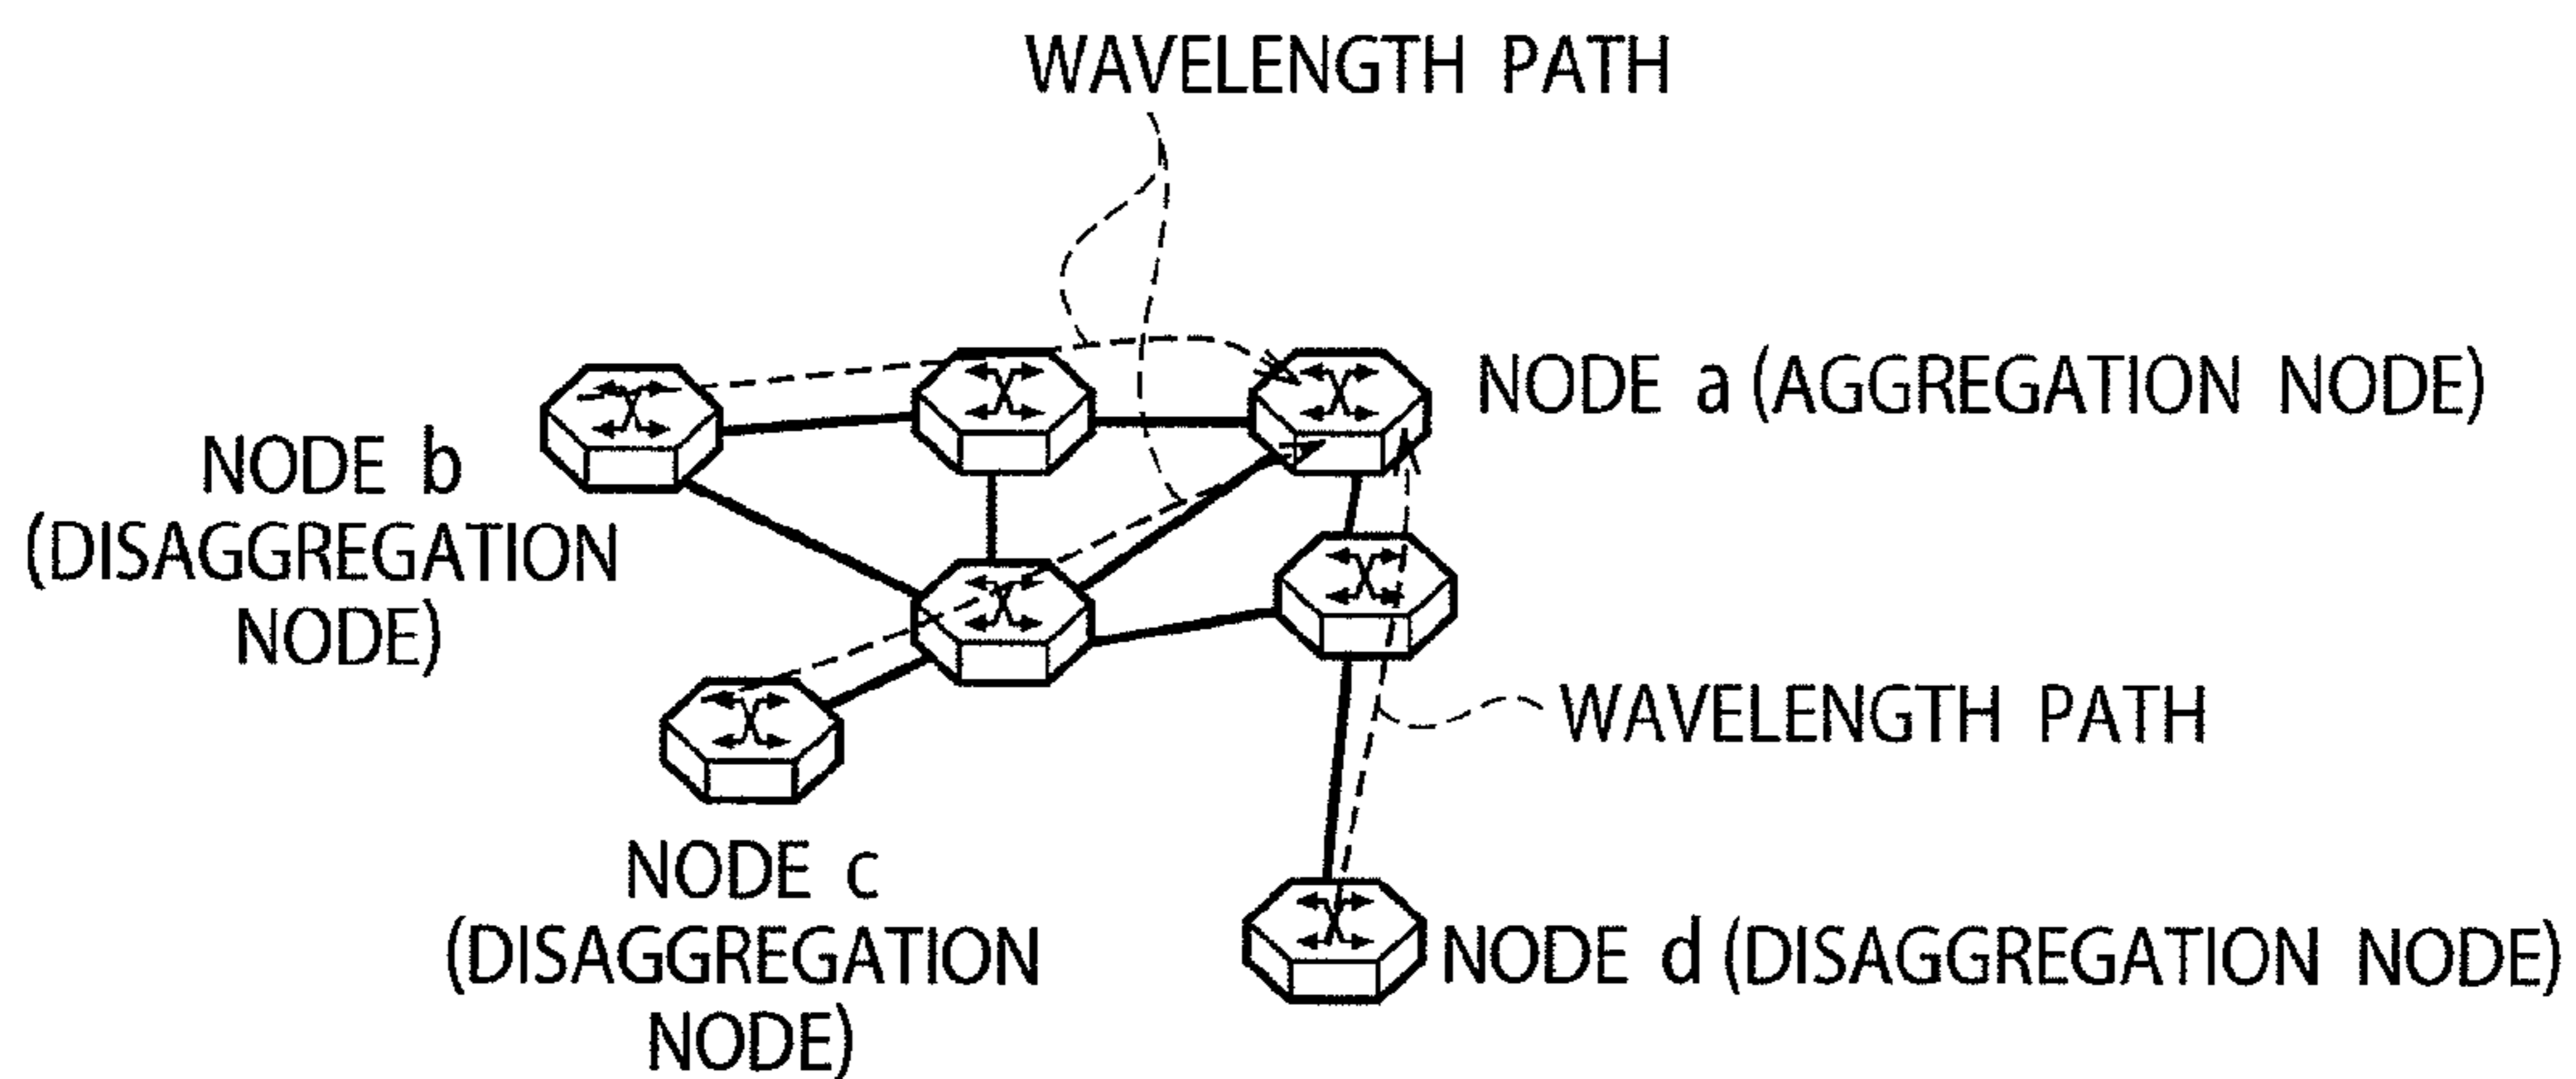 WAVELENGTH PATH
NODE a (AGGREGATION NODE)
NODE b
(DISAGGREGATION
NODE)
WAVELENGTH PATH
NODE c
(DISAGGREGATION
NODE)
NODE d (DISAGGREGATION NODE)